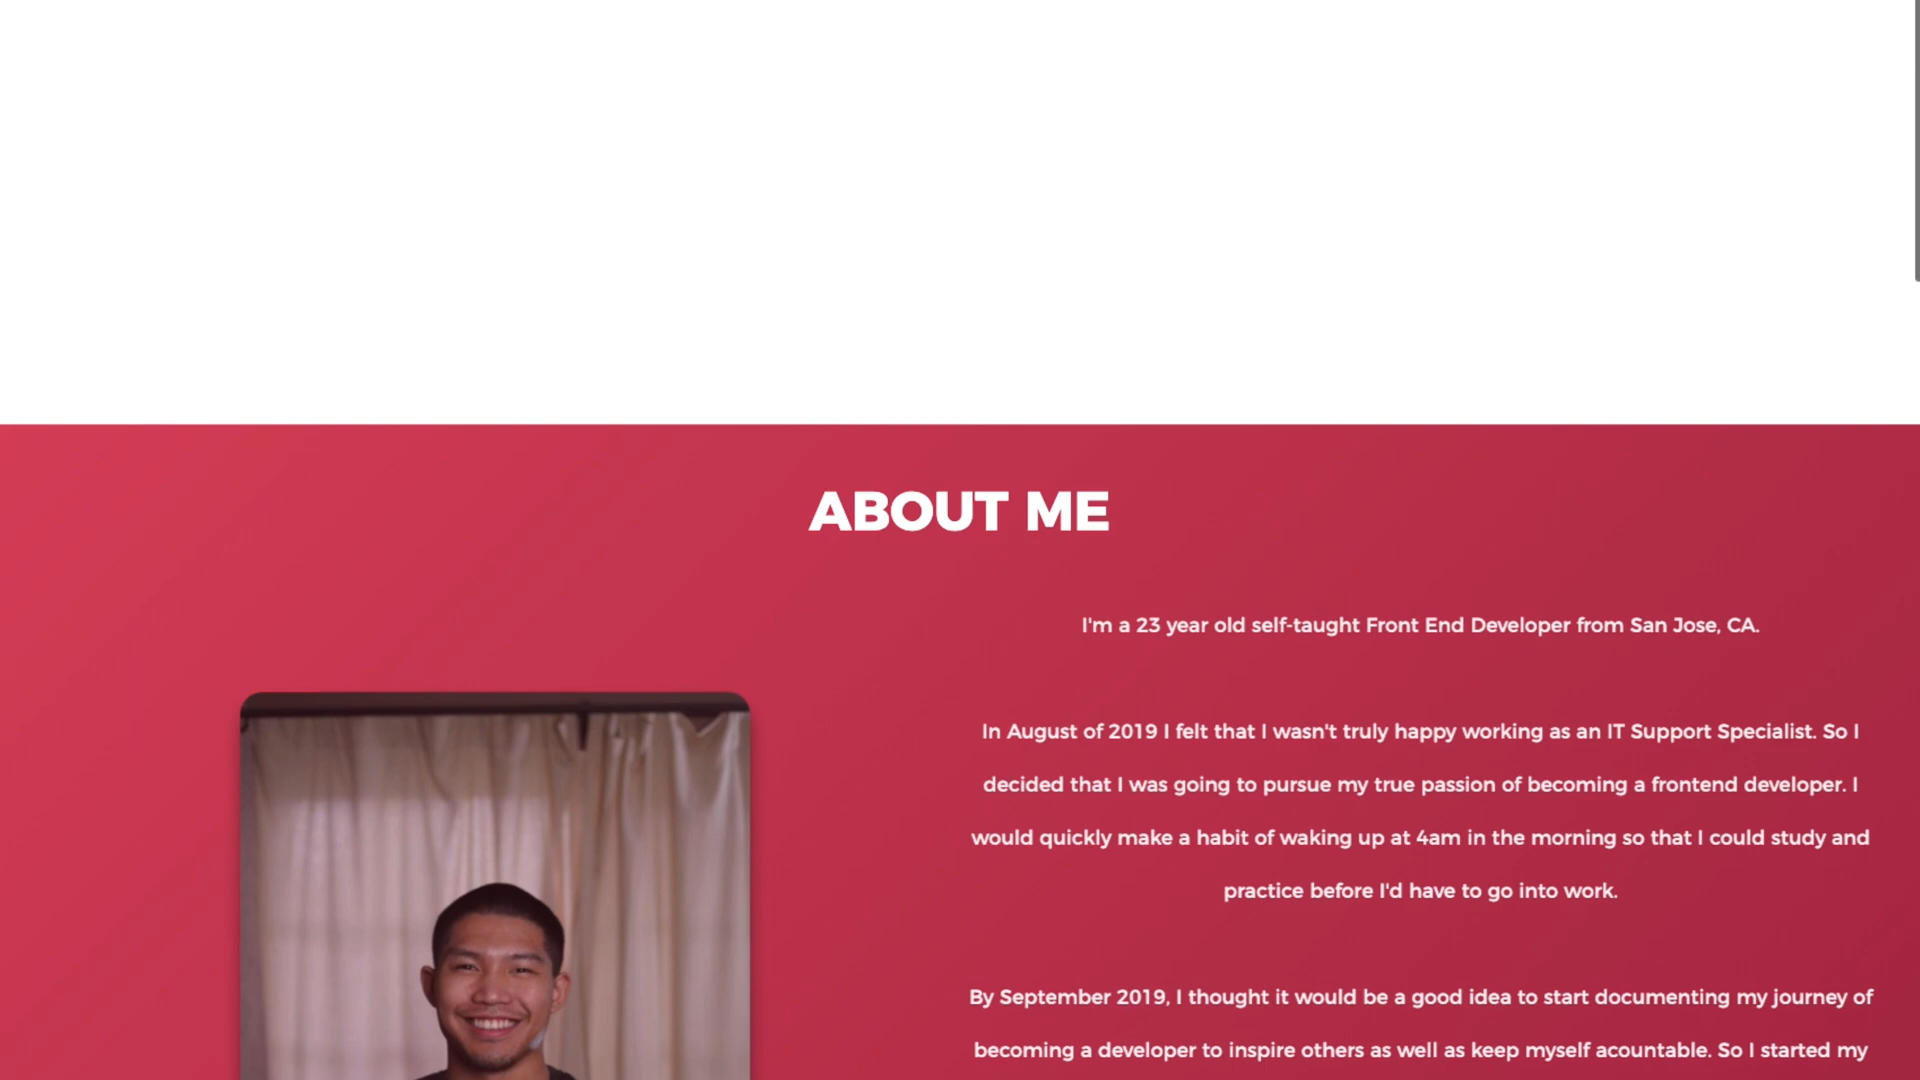 ABOUT ME
I'm a 23 year old self-taught Front End Developer from San Jose, CA.
In August of 2019 I felt that I wasn't truly happy working as an IT Support Specialist. So I
decided that I was going to pursue my true passion of becoming a frontend developer. I
would quickly make a habit of waking up at 4am in the morning so that I could study and
practice before I'd have to go into work.
By September 2019, I thought it would be a good idea to start documenting my journey of
becoming a developer to inspire others as well as keep myself acountable. So I started my